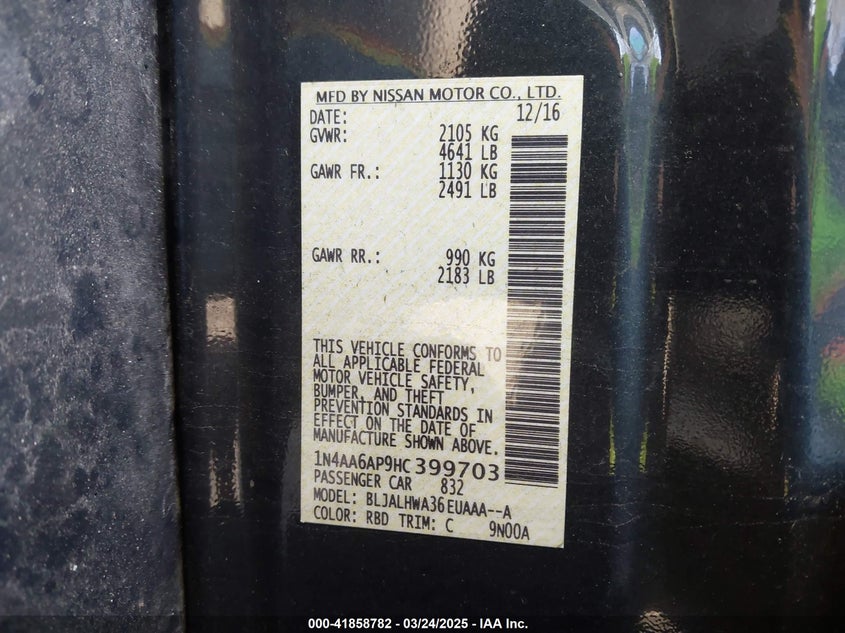 MFD BY NISSAN MOTOR CO., LTD.
DATE: 12/16
GVWR: 2105 KG
4641 LB
GAWR FR.: 1130 KG
2491 LB
GAWR RR.: 990 KG
2183 LB
THIS VEHICLE CONFORMS TO
ALL APPLICABLE FEDERAL
MOTOR VEHICLE SAFETY,
BUMPER, AND THEFT
PREVENTION STANDARDS IN
EFFECT ON THE DATE OF
MANUFACTURE SHOWN ABOVE.
1N4AA6AP9HC399703
PASSENGER CAR 832
MODEL: BLJALHWA36EUAAA--A
COLOR: RBD TRIM: C 9N00A
000-41858782 - 03/24/2025 - IAA Inc.